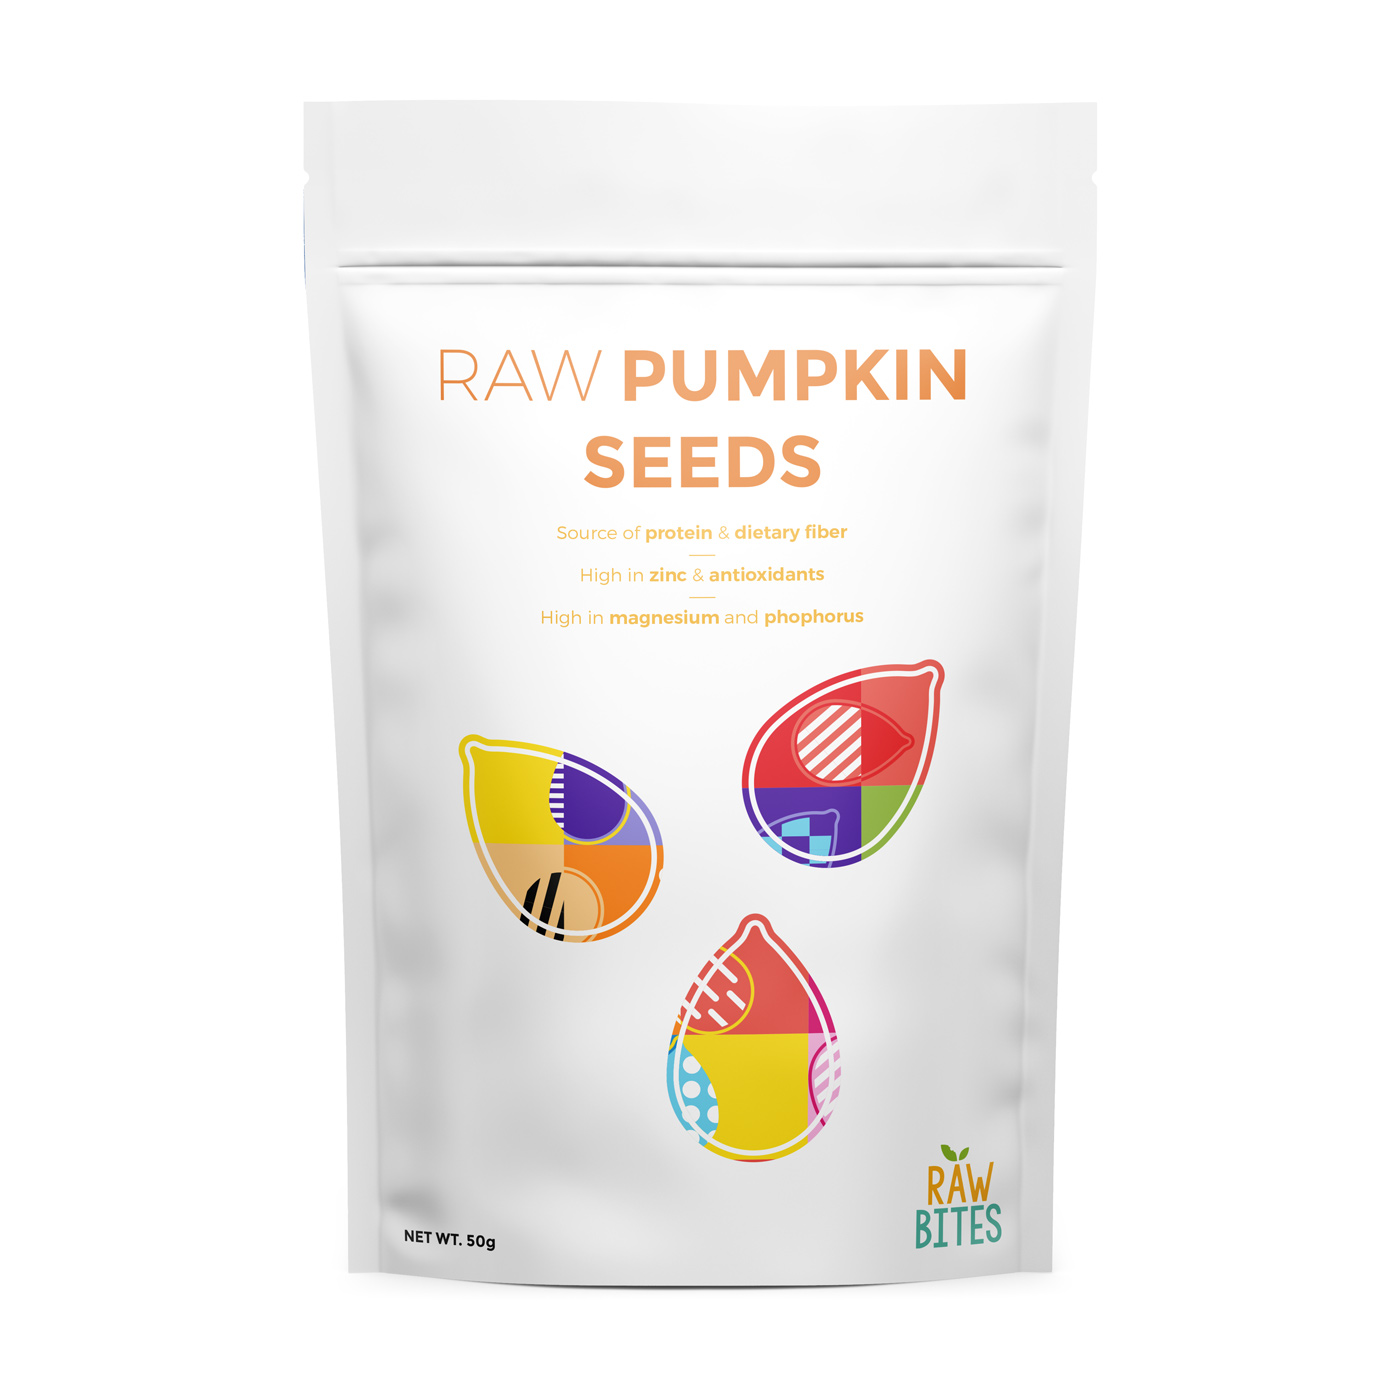 RAW PUMPKIN
SEEDS
Source of protein & dietary fiber
High in zinc & antioxidants
High in magnesium and phophorus
NET WT. 50g
RAW
BITES